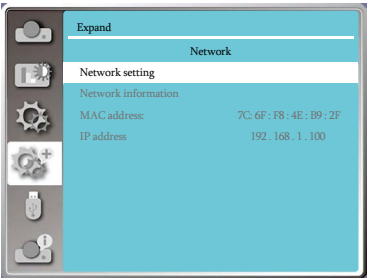 Expand
Network
Network setting
Network information
MAC address: 7C: 6F : F8 : 4E : B9 : 2F
IP address 192 . 168 . 1 . 100